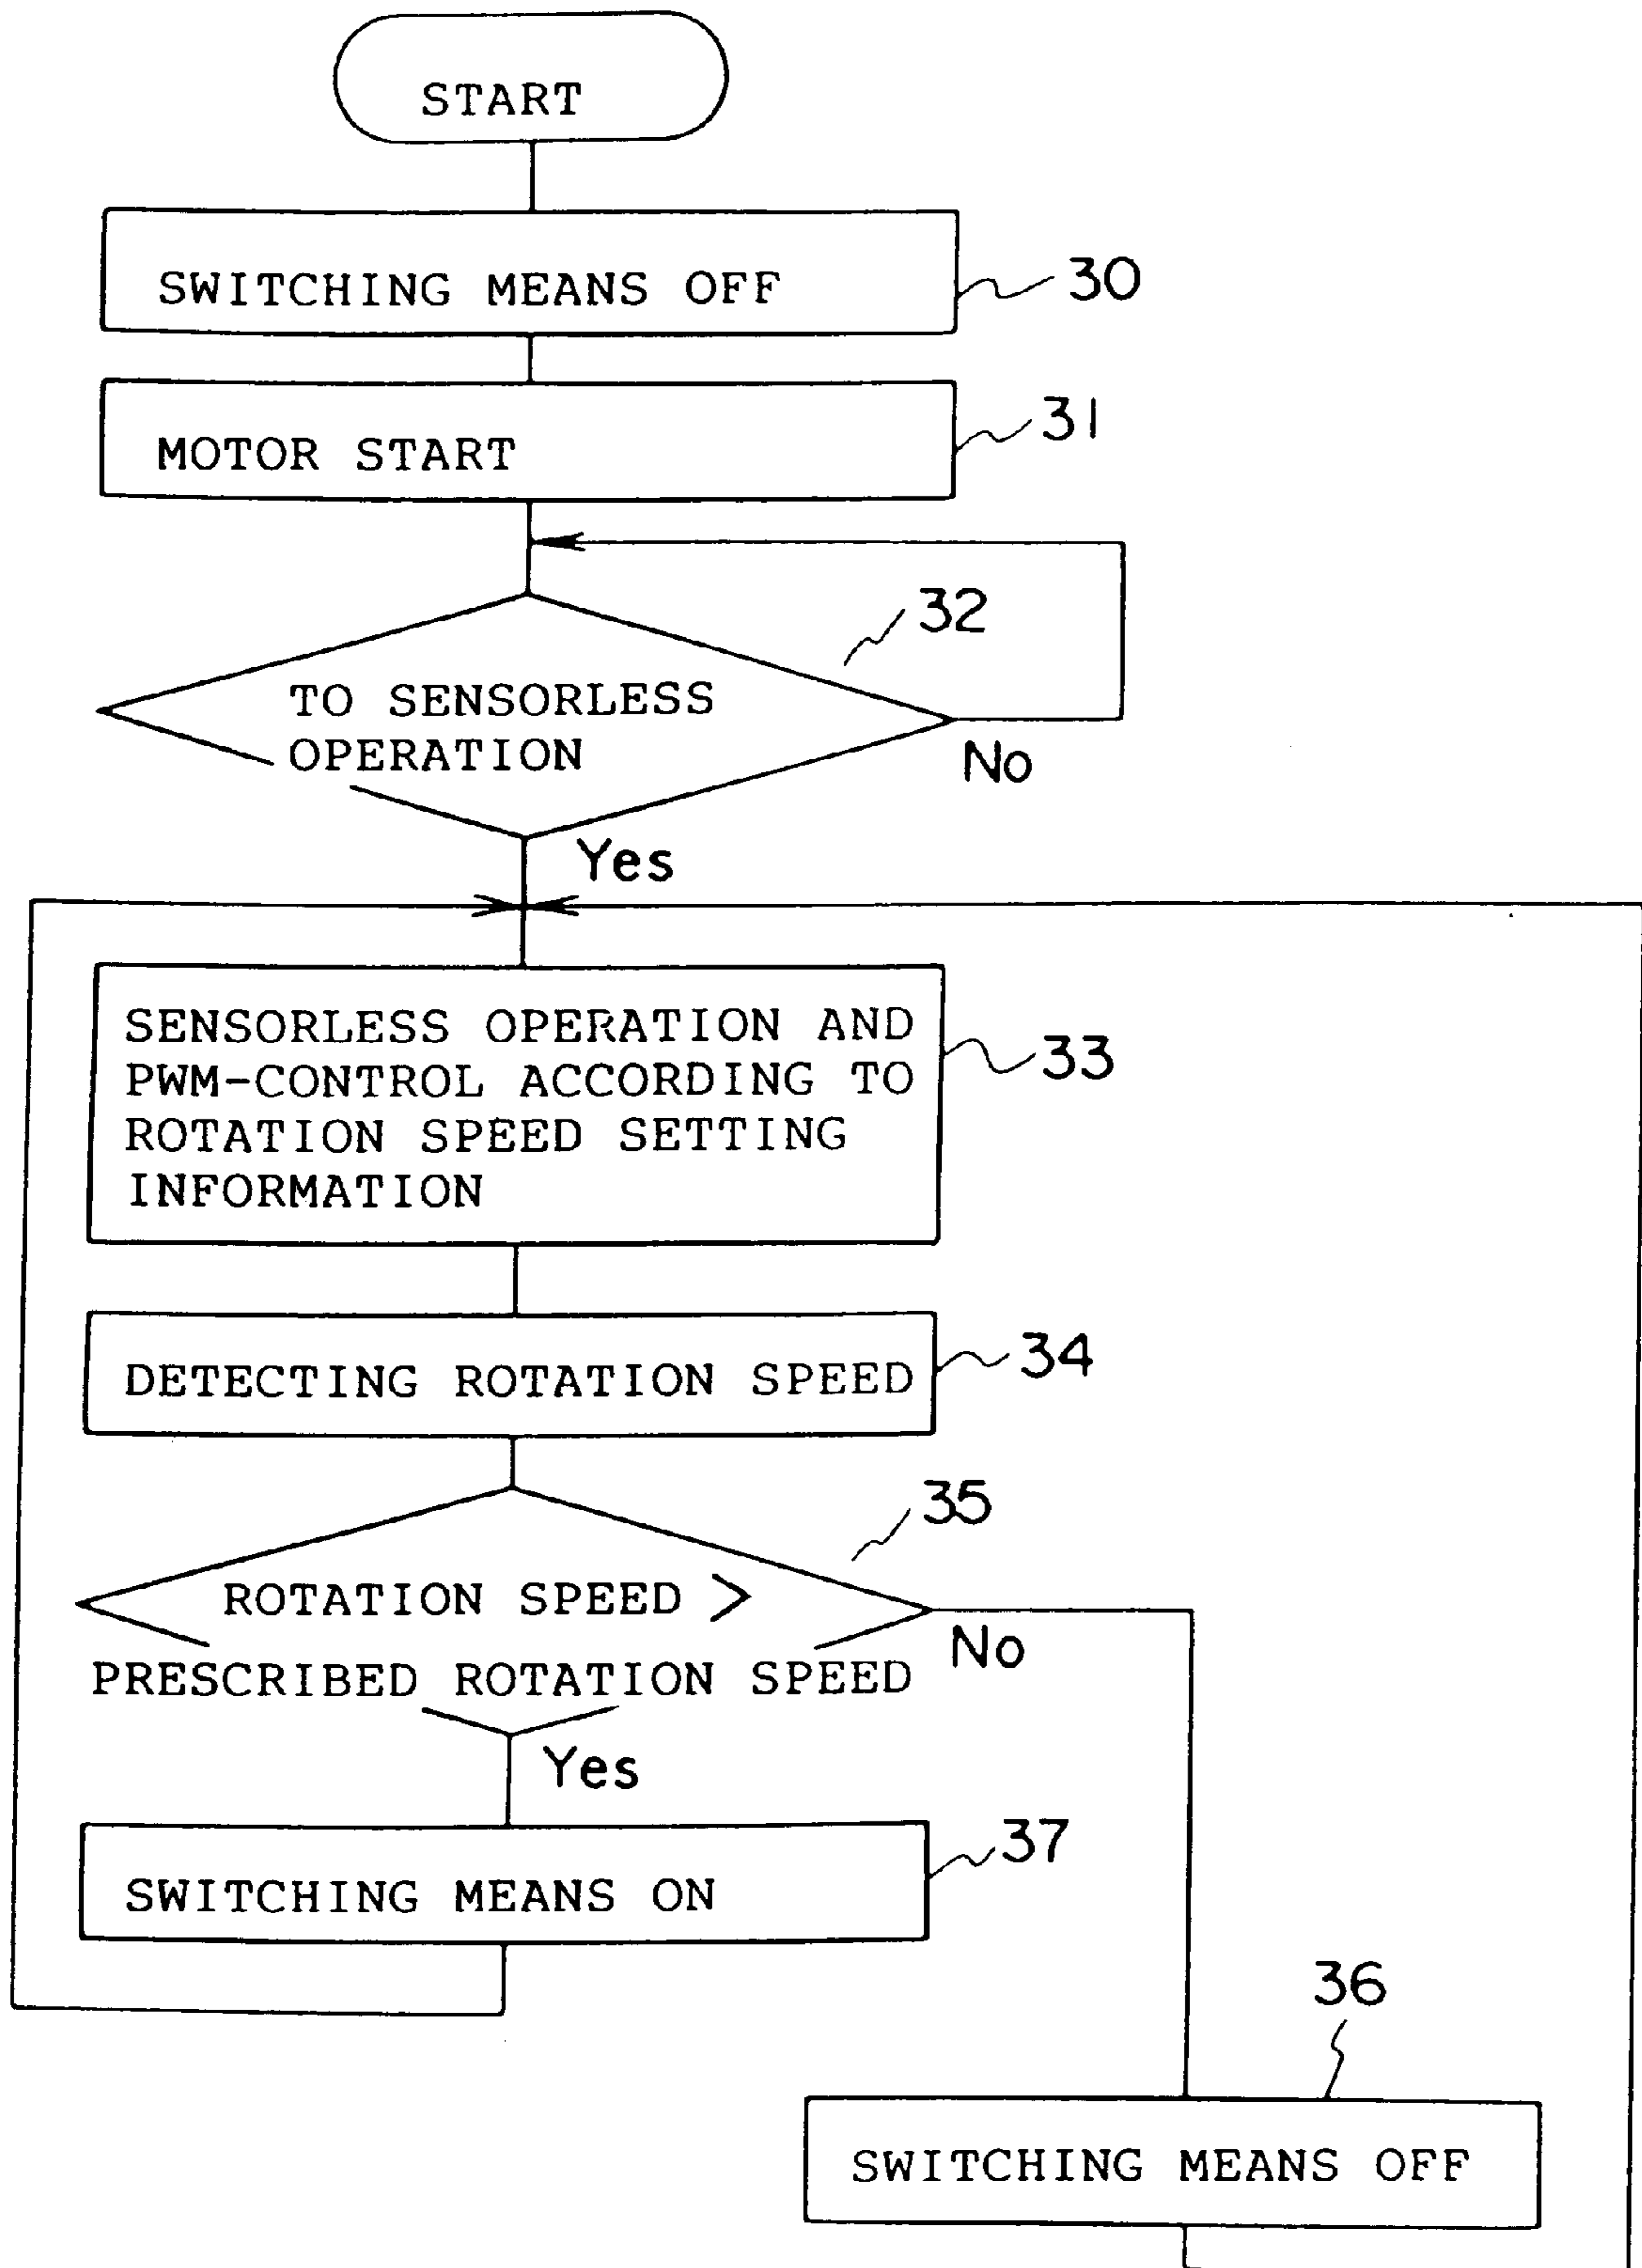 START
SWITCHING MEANS OFF
30
MOTOR START
31
32
TO SENSORLESS
OPERATION
No
Yes
SENSORLESS OPERATION AND
PWM-CONTROL ACCORDING TO
ROTATION SPEED SETTING
INFORMATION
33
DETECTING ROTATION SPEED
34
35
ROTATION SPEED >
PRESCRIBED ROTATION SPEED
No
Yes
37
SWITCHING MEANS ON
36
SWITCHING MEANS OFF